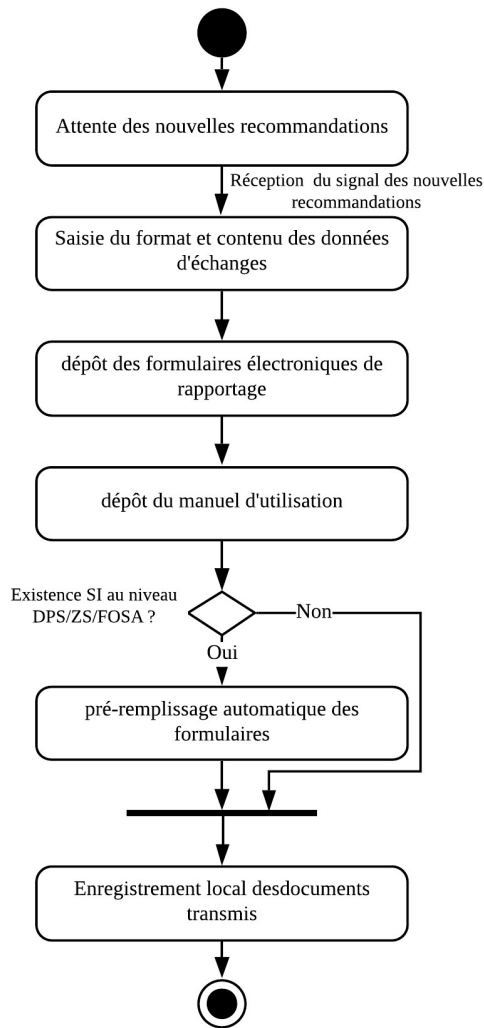 Attente des nouvelles recommandations
Réception du signal des nouvelles
recommandations
Saisie du format et contenu des données
d'échanges
dépôt des formulaires électroniques de
rapportage
dépôt du manuel d'utilisation
Existence SI au niveau
DPS/ZS/FOSA ?
Non
Oui
pré-remplissage automatique des
formulaires
Enregistrement local desdocuments
transmis